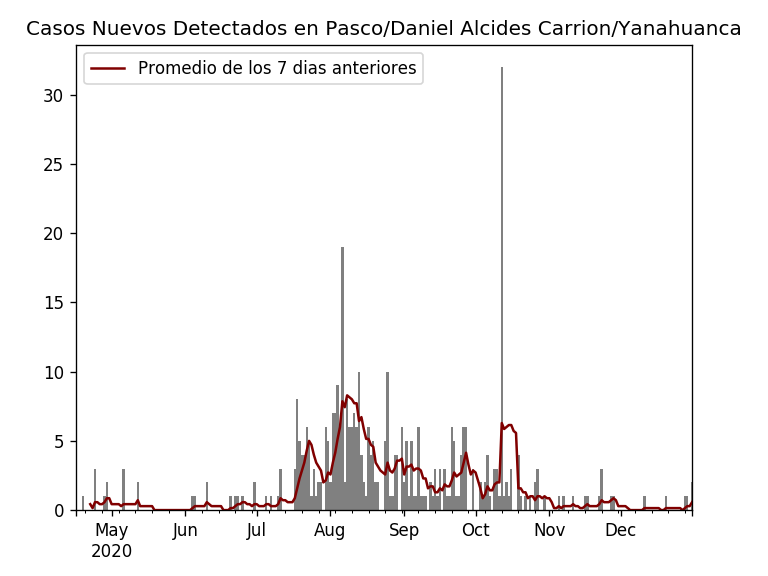 Casos Nuevos Detectados en Pasco/Daniel Alcides Carrion/Yanahuanca
Promedio de los 7 dias anteriores
30
25
20
15
10
5
0
May Jun Jul Aug Sep Oct Nov Dec
2020